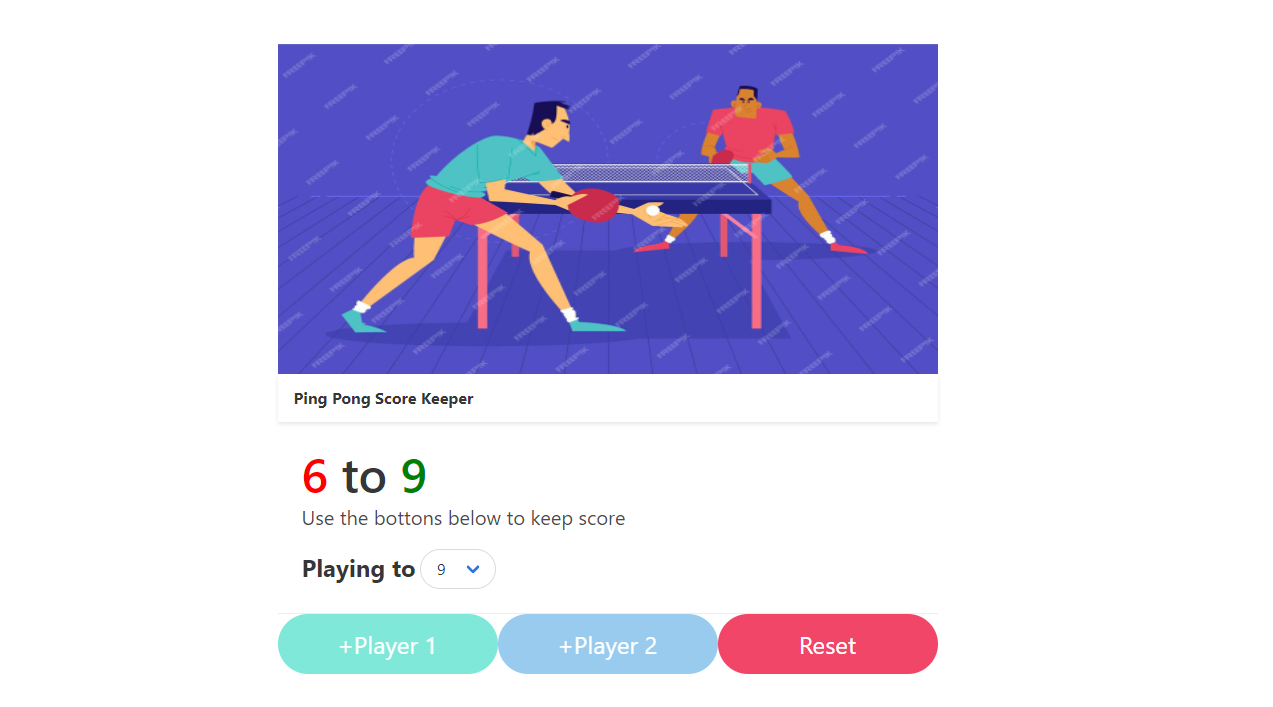 Ping Pong Score Keeper
6 to 9
Use the bottons below to keep score
Playing to 9
+Player 1 +Player 2 Reset